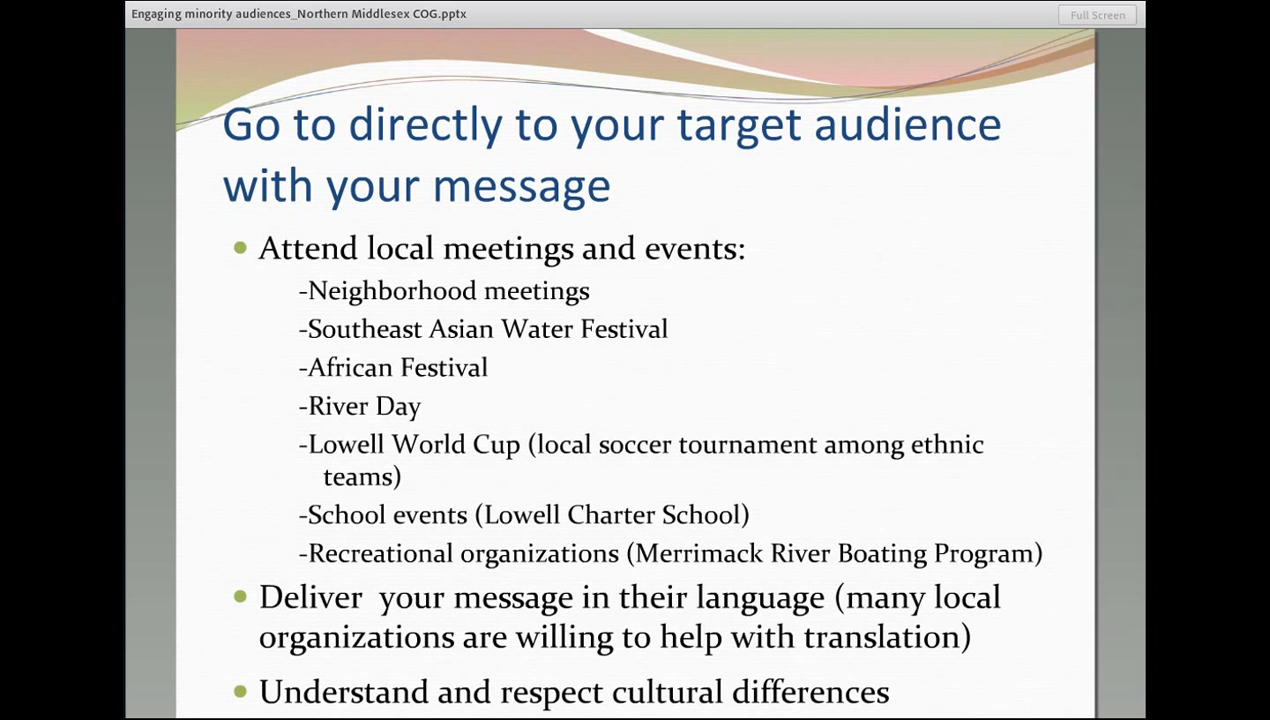 Engaging minority audiences_Northern Middlesex COG.pptx
Full Screen
Go to directly to your target audience
with your message
• Attend local meetings and events:
-Neighborhood meetings
-Southeast Asian Water Festival
-African Festival
-River Day
-Lowell World Cup (local soccer tournament among ethnic
teams)
-School events (Lowell Charter School)
-Recreational organizations (Merrimack River Boating Program)
• Deliver  your message in their language (many local
organizations are willing to help with translation)
• Understand and respect cultural differences